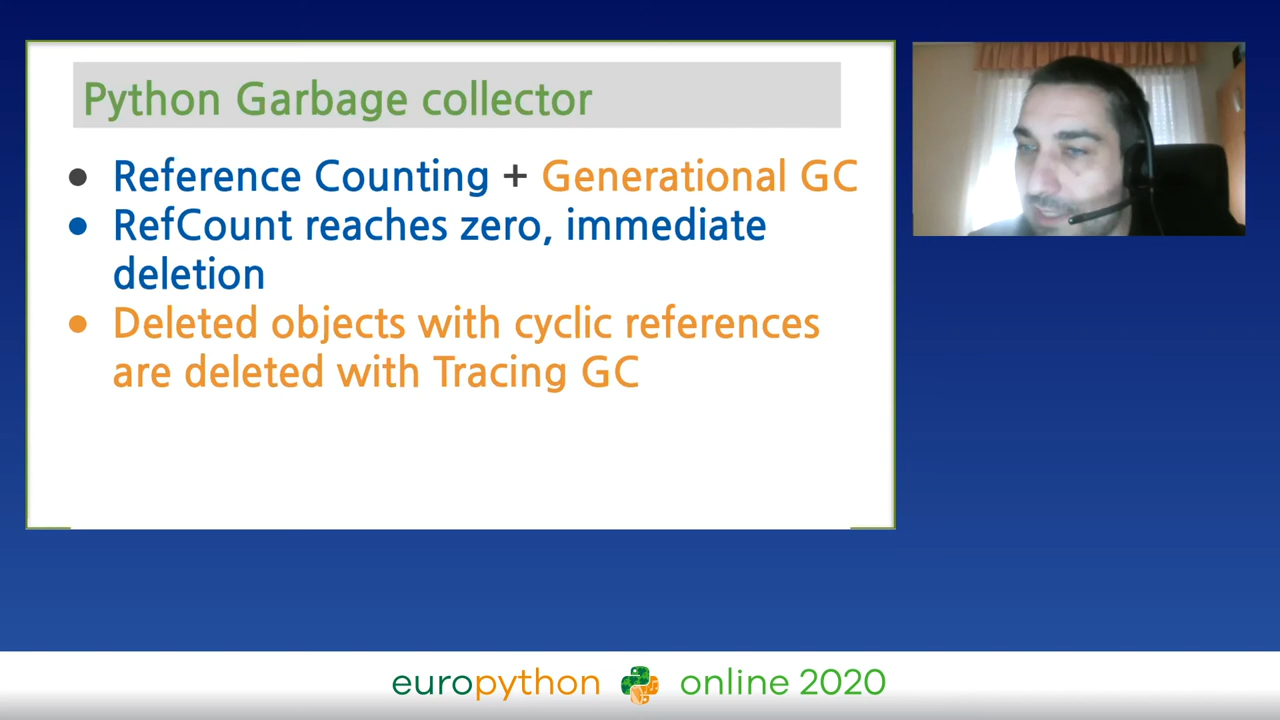 Python Garbage collector
● Reference Counting + Generational GC
● RefCount reaches zero, immediate
deletion
● Deleted objects with cyclic references
are deleted with Tracing GC
europython online 2020